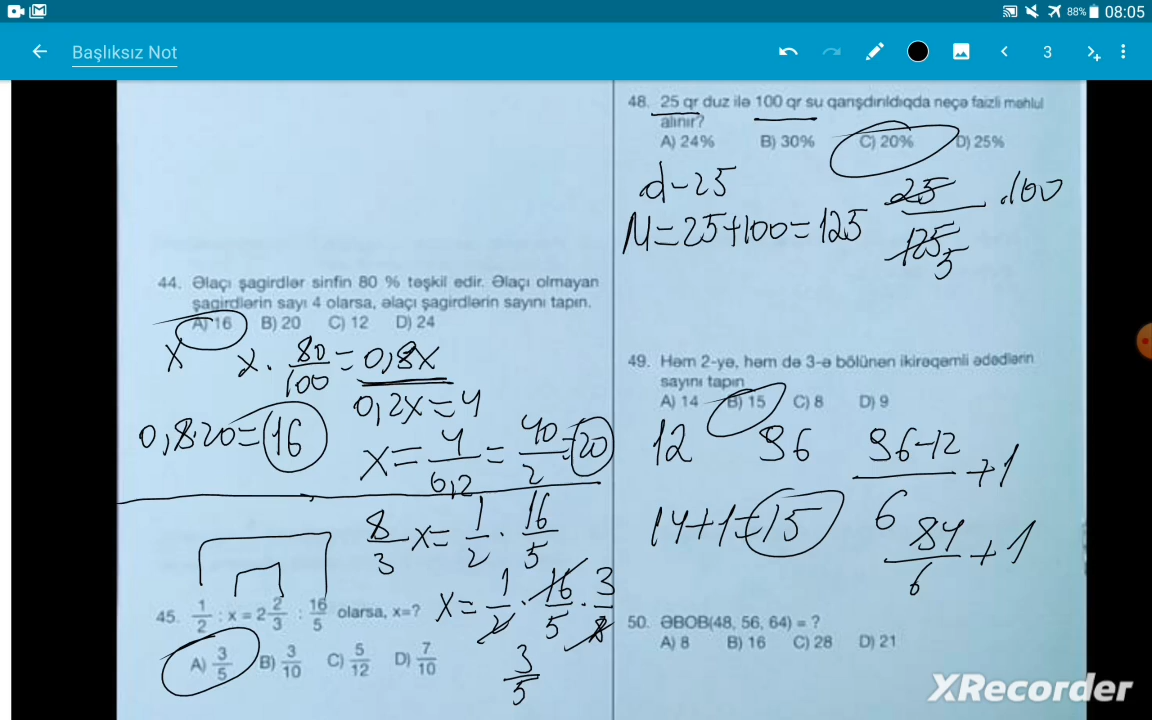 88% 08:05
Başlıksız Not
3
44. Əlaçı şagirdlər sinfin 80 % təşkil edir. Əlaçı olmayan
şagirdlərin sayı 4 olarsa, əlaçı şagirdlərin sayını tapın.
A) 16 B) 20 C) 12 D) 24
x x · 80/100 = 0,8x
0,2x = 4
0,8·20 = 16 x = 4/0,2 = 40/2 = 20
8/3 x = 1/2 · 16/5
45. 1/2 : x = 2 2/3 : 16/5 olarsa, x=?
x = 1/2 · 16/5 · 3/8
A) 3/5 B) 3/10 C) 5/12 D) 7/10
3/5
48. 25 qr duz ilə 100 qr su qarışdırıldıqda neçə faizli məhlul
alınır?
A) 24% B) 30% C) 20% D) 25%
d - 25
M = 25+100 = 125 25/125 5 .100
49. Həm 2-yə, həm də 3-ə bölünən ikirəqəmli ədədlərin
sayını tapın
A) 14 B) 15 C) 8 D) 9
12 96 96-12/6 +1
14+1=15 84/6 +1
50. ƏBOB(48, 56, 64) = ?
A) 8 B) 16 C) 28 D) 21
XRecorder